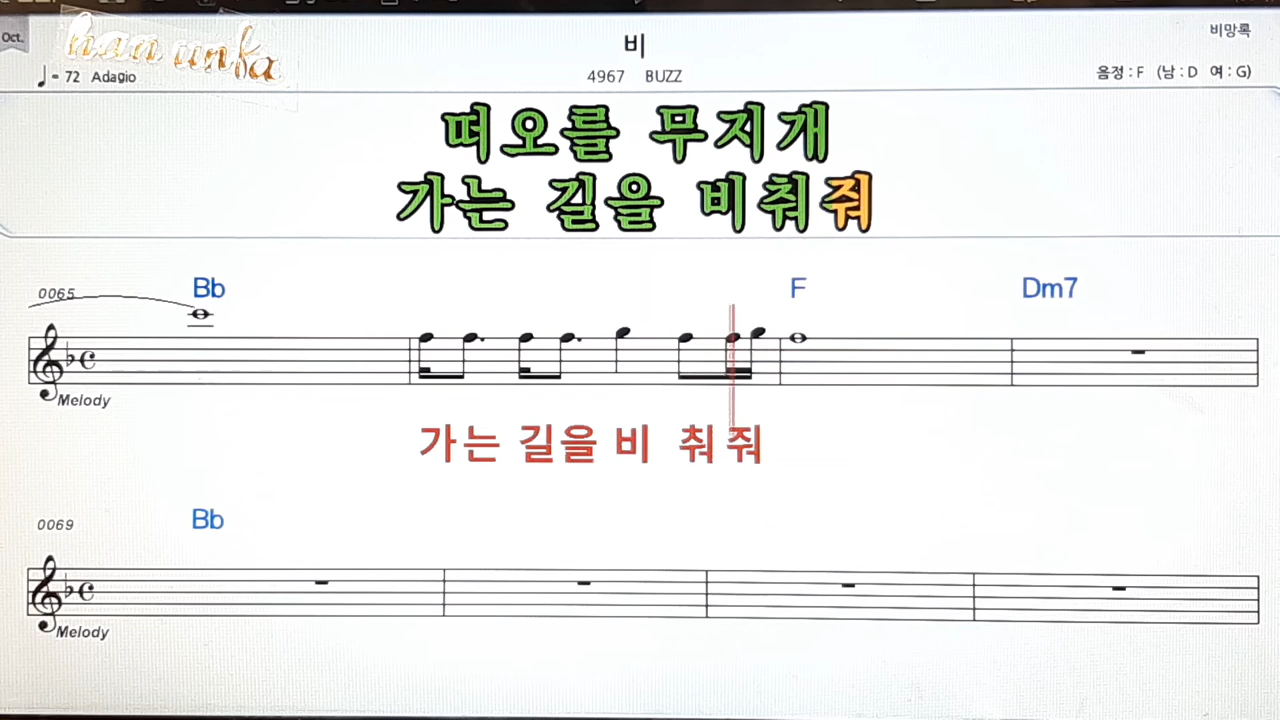 Oct.
han unfa
비
비망록
♩= 72 Adagio
4967 BUZZ
음정 : F (남 : D 여 : G)
떠오를 무지개
가는 길을 비춰줘
0065 Bb F Dm7
Melody
가는 길을 비 춰줘
0069 Bb
Melody